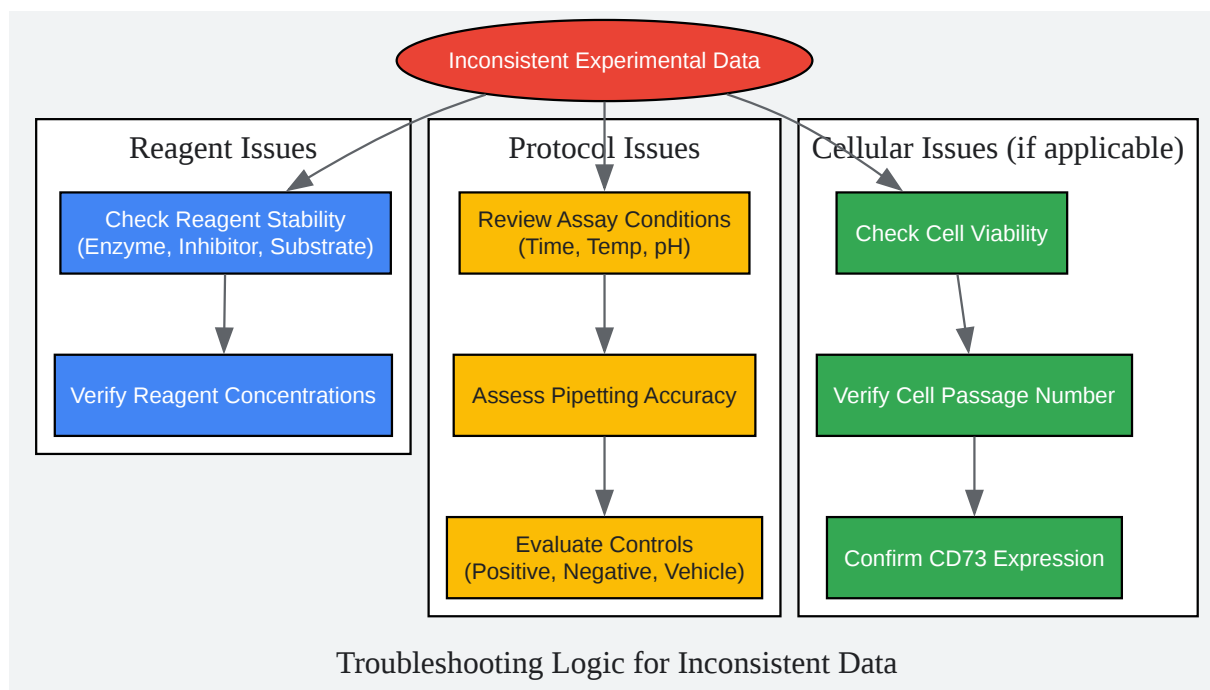 Inconsistent Experimental Data
Reagent Issues
Check Reagent Stability
(Enzyme, Inhibitor, Substrate)
Verify Reagent Concentrations
Protocol Issues
Review Assay Conditions
(Time, Temp, pH)
Assess Pipetting Accuracy
Evaluate Controls
(Positive, Negative, Vehicle)
Cellular Issues (if applicable)
Check Cell Viability
Verify Cell Passage Number
Confirm CD73 Expression
Troubleshooting Logic for Inconsistent Data